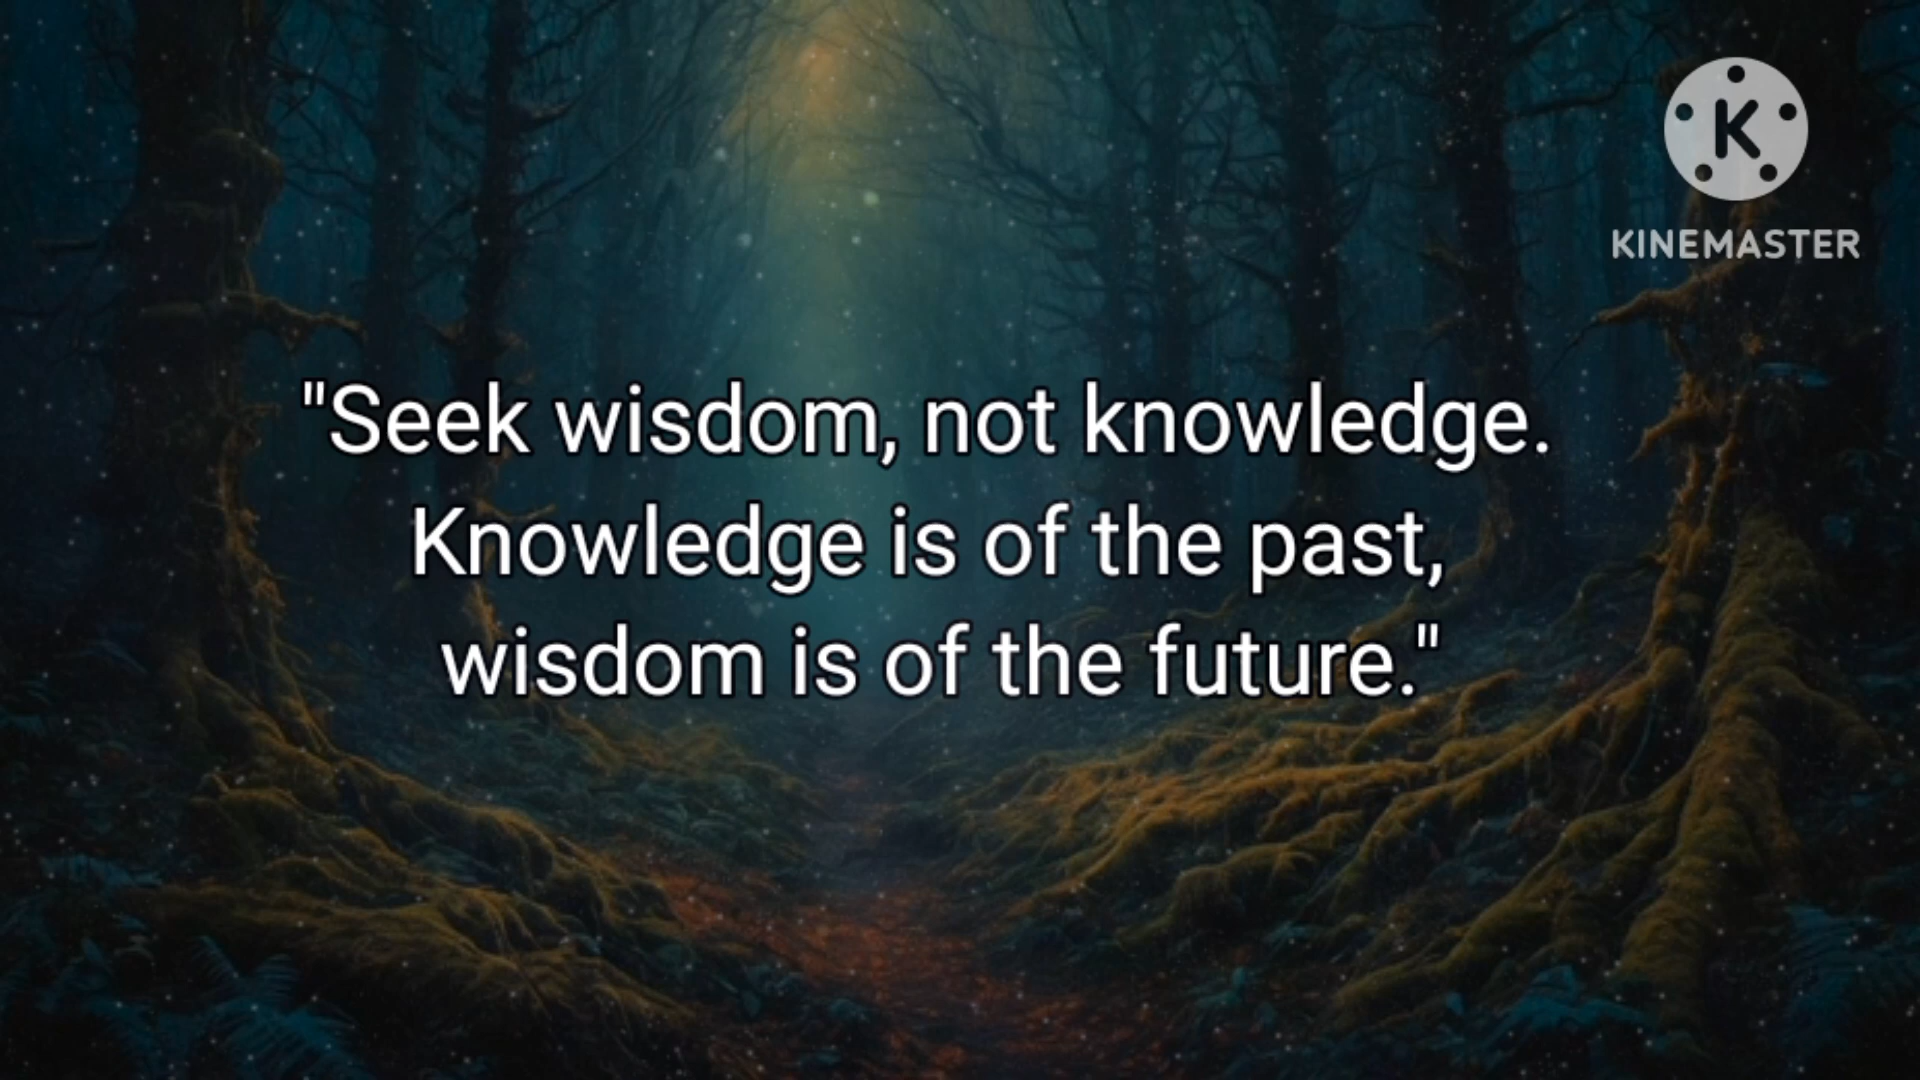 K
KINEMASTER
"Seek wisdom, not knowledge.
Knowledge is of the past,
wisdom is of the future."